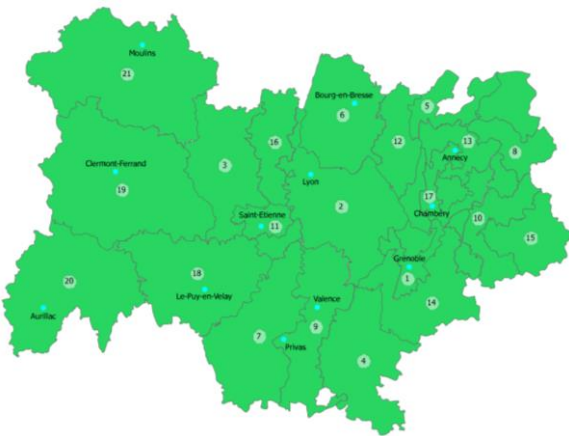 Moulins
21
Bourg-en-Bresse
6
5
16
12
13
Annecy
8
3
Clermont-Ferrand
19
Lyon
2
17
Chambéry
10
Saint-Etienne
11
15
Grenoble
1
18
Le-Puy-en-Velay
20
Aurillac
Valence
9
14
7
Privas
4